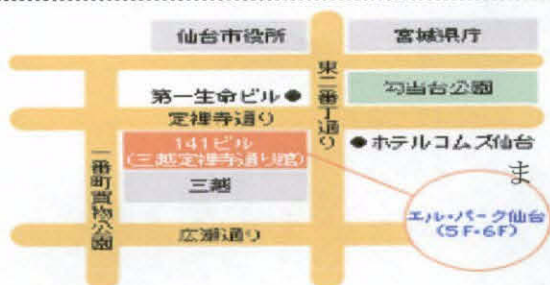 仙台市役所
宮城県庁
東二番丁通り
勾当台公園
第一生命ビル●
定禅寺通り
141ビル
(三越定禅寺通り館)
●ホテルコムズ仙台
三越
一番町買物公園
ま
エル・パーク仙台
(5F・6F)
広瀬通り